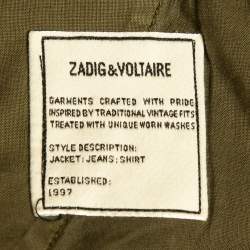 ZADIG & VOLTAIRE
GARMENTS CRAFTED WITH PRIDE
INSPIRED BY TRADITIONAL VINTAGE FITS
TREATED WITH UNIQUE WORN WASHES
STYLE DESCRIPTION:
JACKET: JEANS: SHIRT
ESTABLISHED:
1997